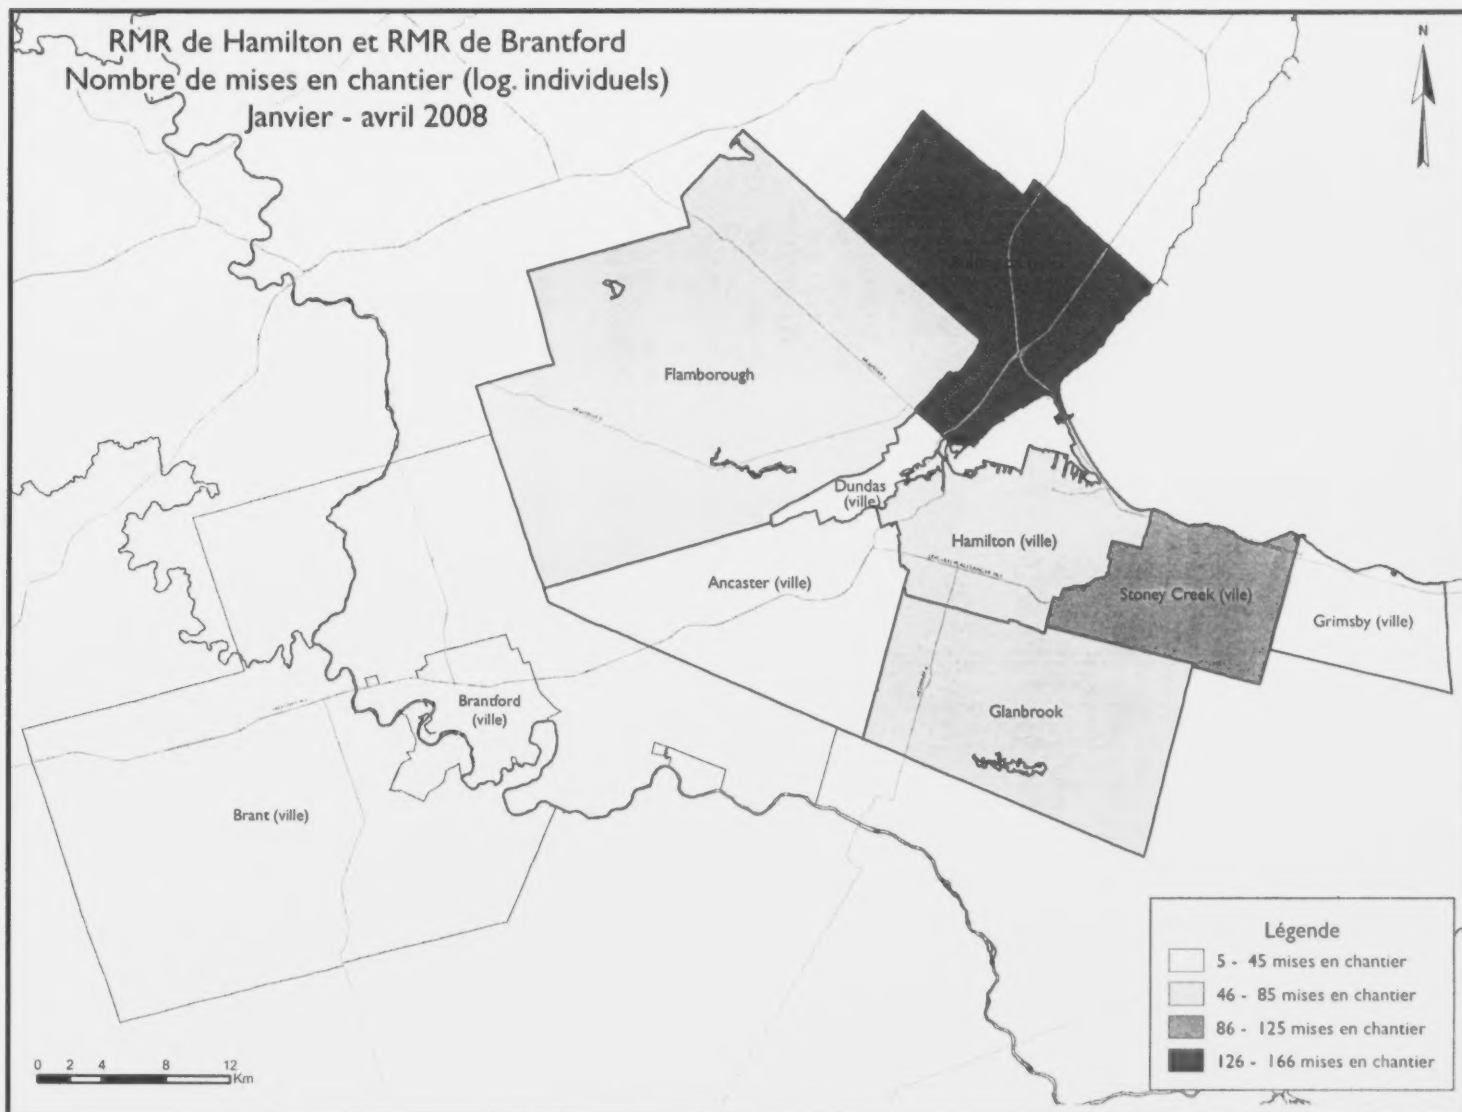 RMR de Hamilton et RMR de Brantford
Nombre de mises en chantier (log. individuels)
Janvier - avril 2008
N
Flamborough
Dundas
(ville)
Hamilton (ville)
Ancaster (ville)
Stoney Creek (vile)
Grimsby (ville)
Brantford
(ville)
Glanbrook
Brant (ville)
Légende
5 - 45 mises en chantier
46 - 85 mises en chantier
86 - 125 mises en chantier
126 - 166 mises en chantier
0 2 4 8 12
Km